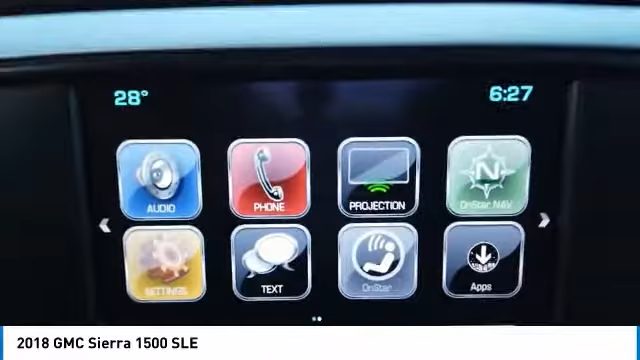 28° 6:27
AUDIO PHONE PROJECTION OnStar NAV
SETTINGS TEXT OnStar Apps
2018 GMC Sierra 1500 SLE